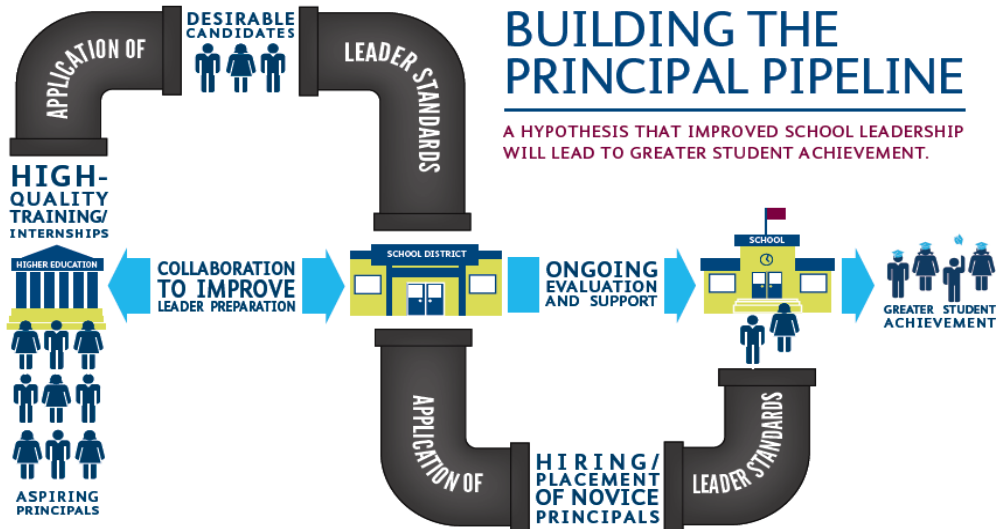 BUILDING THE
PRINCIPAL PIPELINE
A HYPOTHESIS THAT IMPROVED SCHOOL LEADERSHIP
WILL LEAD TO GREATER STUDENT ACHIEVEMENT.
APPLICATION OF
DESIRABLE
CANDIDATES
LEADER STANDARDS
HIGH-
QUALITY
TRAINING/
INTERNSHIPS
HIGHER EDUCATION
ASPIRING
PRINCIPALS
COLLABORATION
TO IMPROVE
LEADER PREPARATION
SCHOOL DISTRICT
ONGOING
EVALUATION
AND SUPPORT
SCHOOL
GREATER STUDENT
ACHIEVEMENT
APPLICATION OF
HIRING/
PLACEMENT
OF NOVICE
PRINCIPALS
LEADER STANDARDS